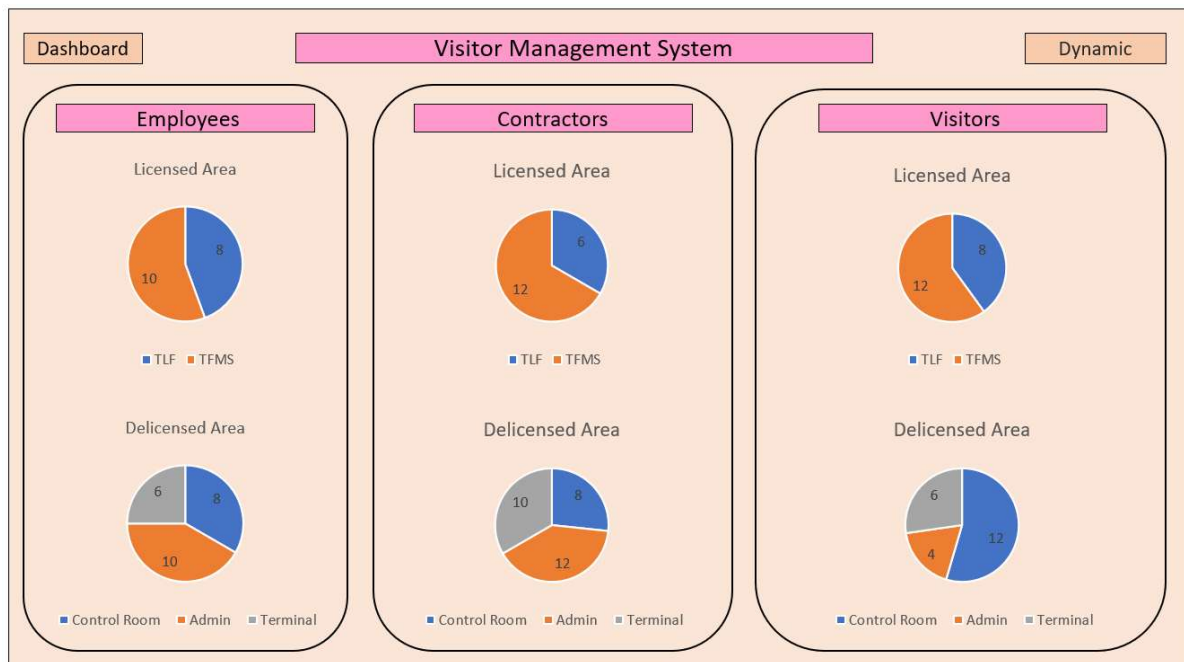 Dashboard
Visitor Management System
Dynamic
Employees
Licensed Area
8
10
TLF TFMS
Delicensed Area
6
8
10
Control Room Admin Terminal
Contractors
Licensed Area
6
12
TLF TFMS
Delicensed Area
10
8
12
Control Room Admin Terminal
Visitors
Licensed Area
8
12
TLF TFMS
Delicensed Area
6
12
4
Control Room Admin Terminal